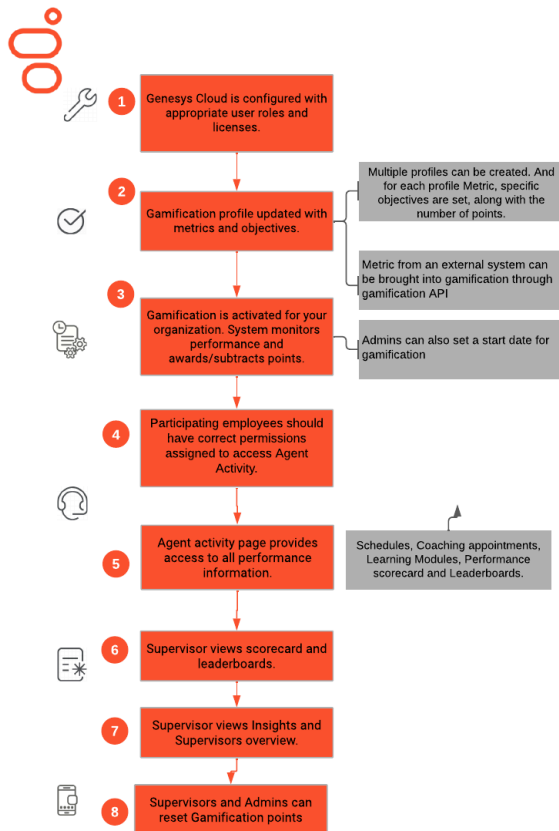 1
Genesys Cloud is configured with
appropriate user roles and
licenses.
2
Gamification profile updated with
metrics and objectives.
Multiple profiles can be created. And
for each profile Metric, specific
objectives are set, along with the
number of points.
Metric from an external system can
be brought into gamification through
gamification API
3
Gamification is activated for your
organization. System monitors
performance and
awards/subtracts points.
Admins can also set a start date for
gamification
4
Participating employees should
have correct permissions
assigned to access Agent
Activity.
5
Agent activity page provides
access to all performance
information.
Schedules, Coaching appointments,
Learning Modules, Performance
scorecard and Leaderboards.
6
Supervisor views scorecard and
leaderboards.
7
Supervisor views Insights and
Supervisors overview.
8
Supervisors and Admins can
reset Gamification points